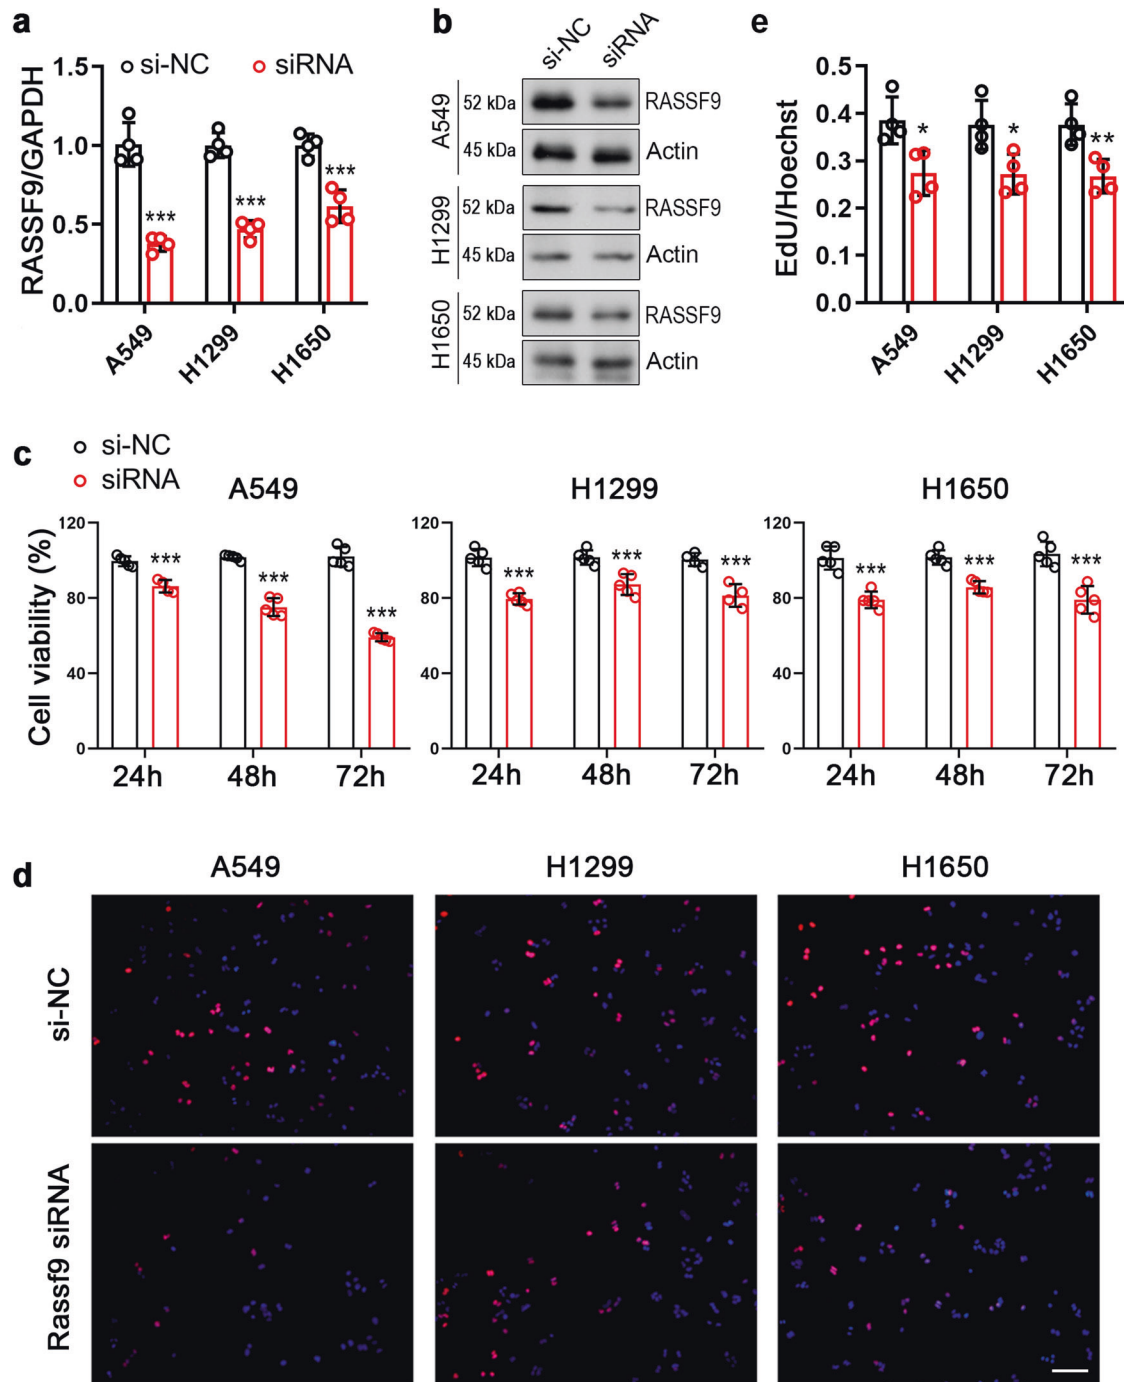 a
si-NC siRNA
RASSF9/GAPDH
1.5
1.0
0.5
0.0
***
***
***
A549
H1299
H1650
b
si-NC siRNA
A549
52 kDa RASSF9
45 kDa Actin
H1299
52 kDa RASSF9
45 kDa Actin
H1650
52 kDa RASSF9
45 kDa Actin
e
EdU/Hoechst
0.5
0.4
0.3
0.2
0.1
0.0
*
*
**
A549
H1299
H1650
c
si-NC
siRNA
A549 H1299 H1650
Cell viability (%)
120
80
40
0
***
***
***
24h 48h 72h
120
80
40
0
***
***
***
24h 48h 72h
120
80
40
0
***
***
***
24h 48h 72h
d
A549 H1299 H1650
si-NC
Rassf9 siRNA